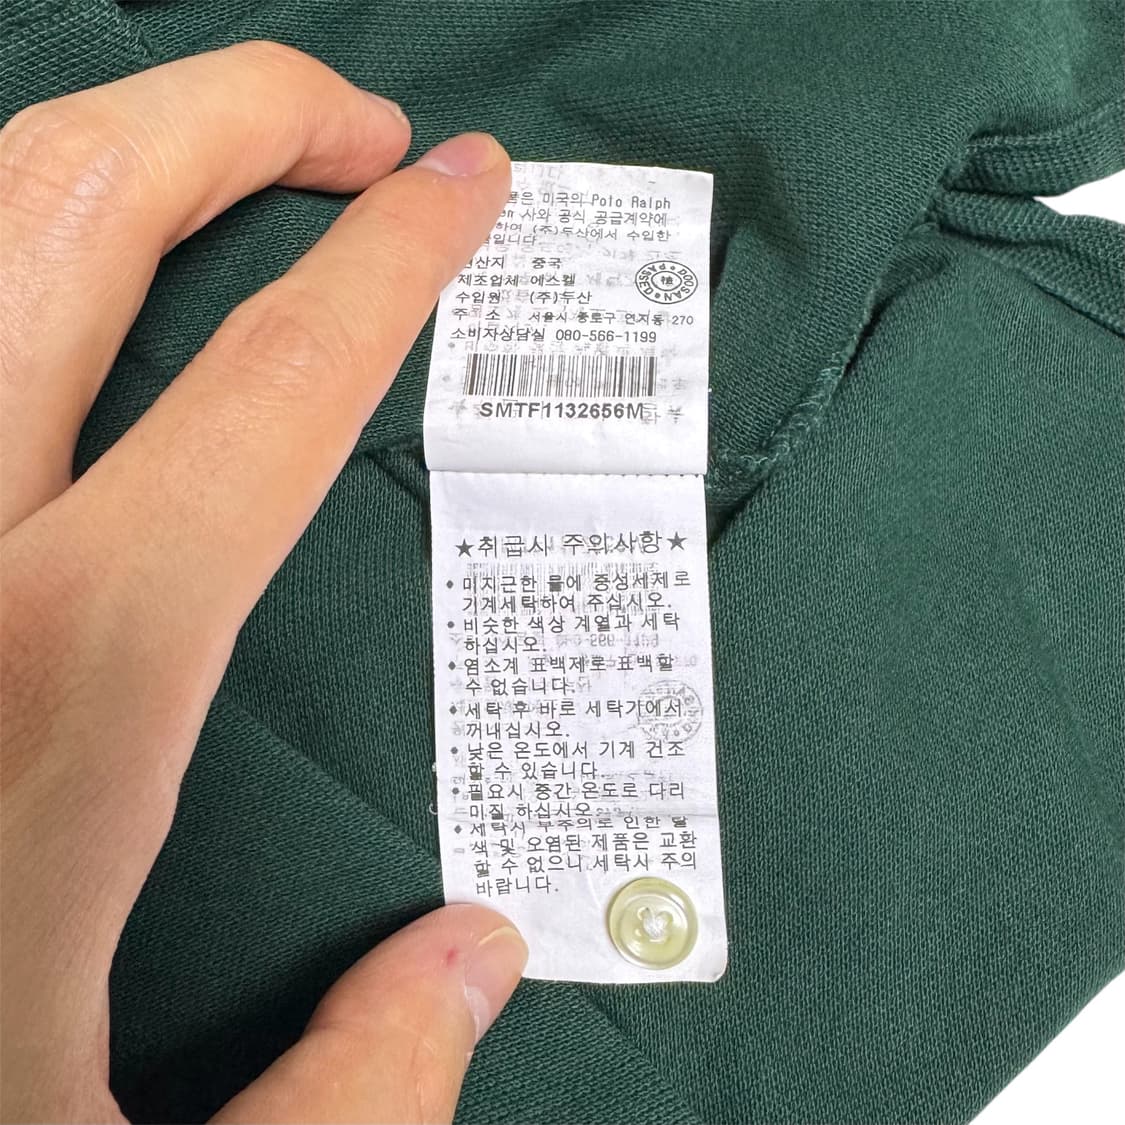 은 미국의 Polo Ralph
사와 공식 공급계약에
하여 (주)두산에서 수입한
입니다
원산지 중국
제조업체 에스켈
수입원 (주)두산
주 소 서울시 종로구 연지동 270
소비자상담실 080-566-1199
DOOSAN PASSED
SMTF1132656M
★취급시 주의사항★
• 미지근한 물에 중성세제로
기계세탁하여 주십시오.
• 비슷한 색상 계열과 세탁
하십시오.
• 염소계 표백제로 표백할
수 없습니다.
• 세탁 후 바로 세탁기에서
꺼내십시오.
• 낮은 온도에서 기계 건조
할 수 있습니다.
• 필요시 중간 온도로 다리
미질 하십시오.
• 세탁시 부주의로 인한 탈
색 및 오염된 제품은 교환
할 수 없으니 세탁시 주의
바랍니다.